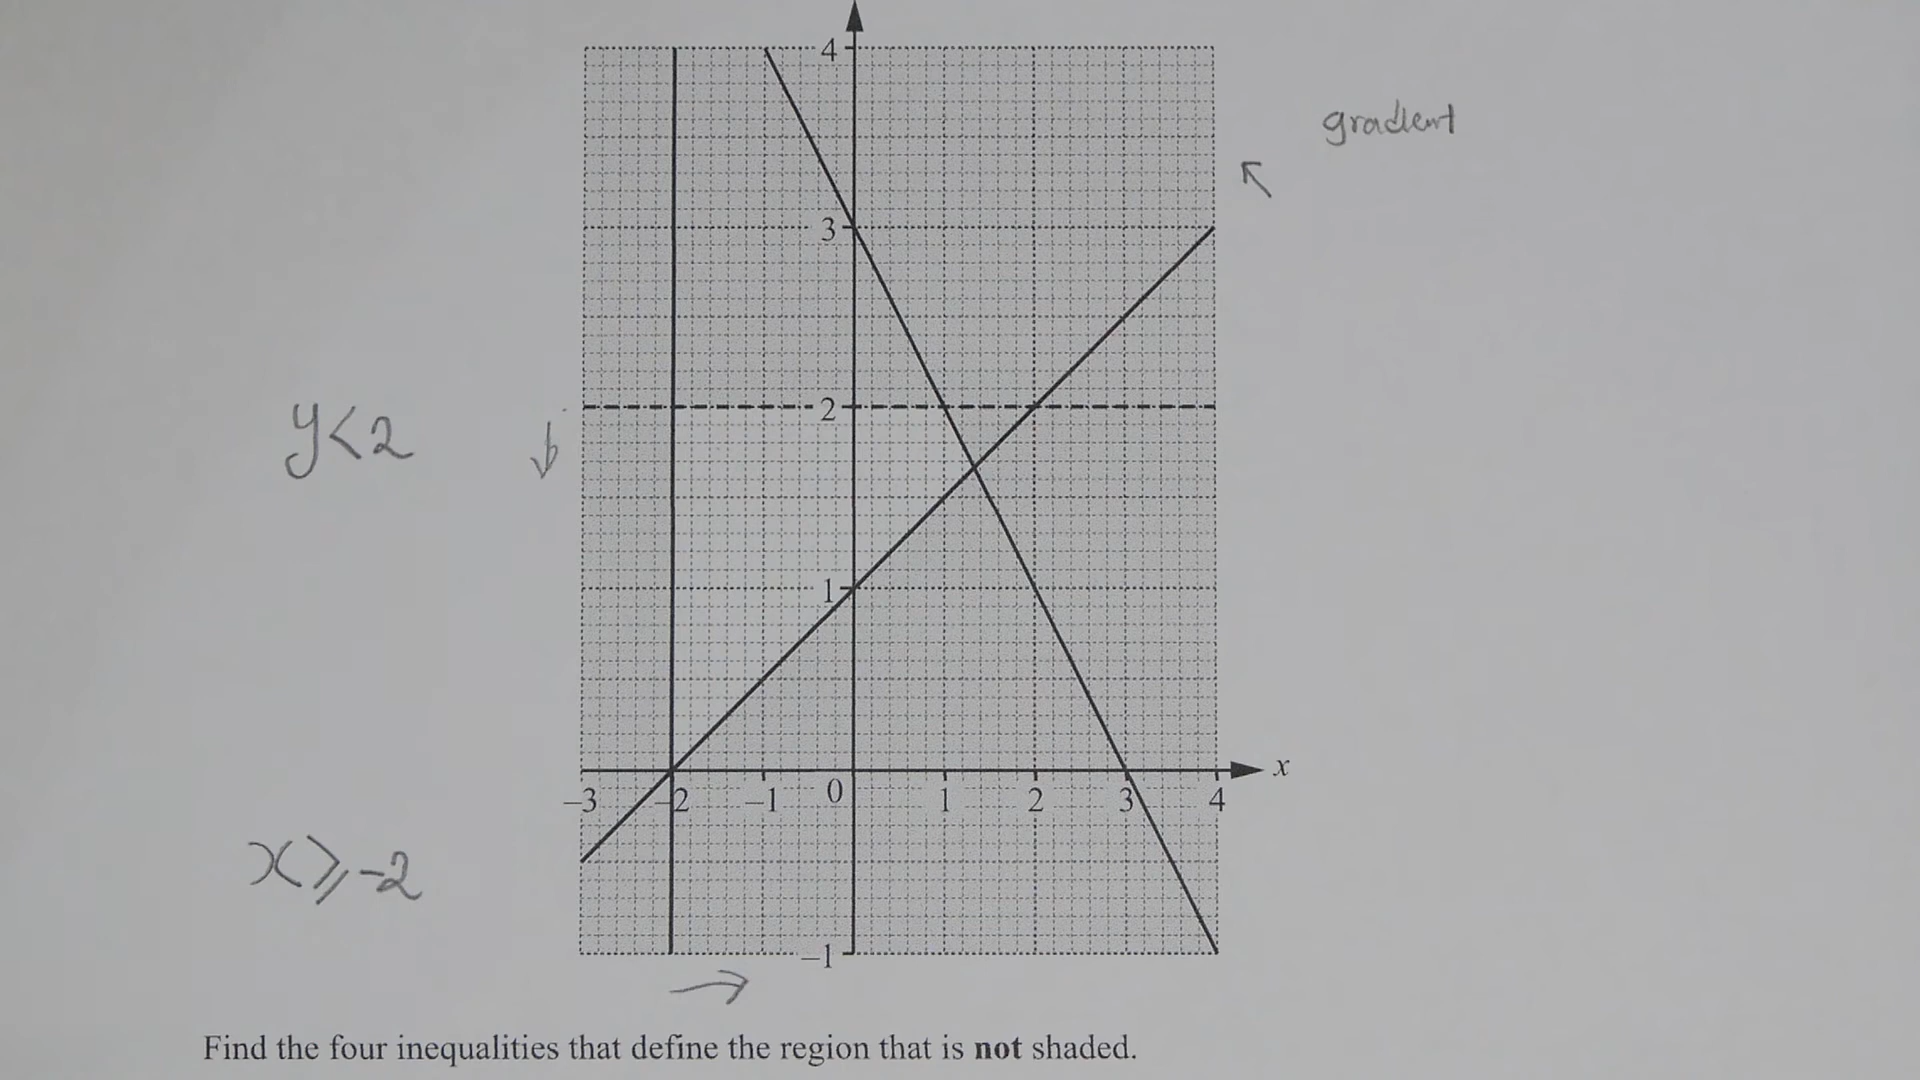 4
gradient
3
y<2
2
1
x
-3 -2 -1 0 1 2 3 4
x⩾-2
-1
Find the four inequalities that define the region that is not shaded.